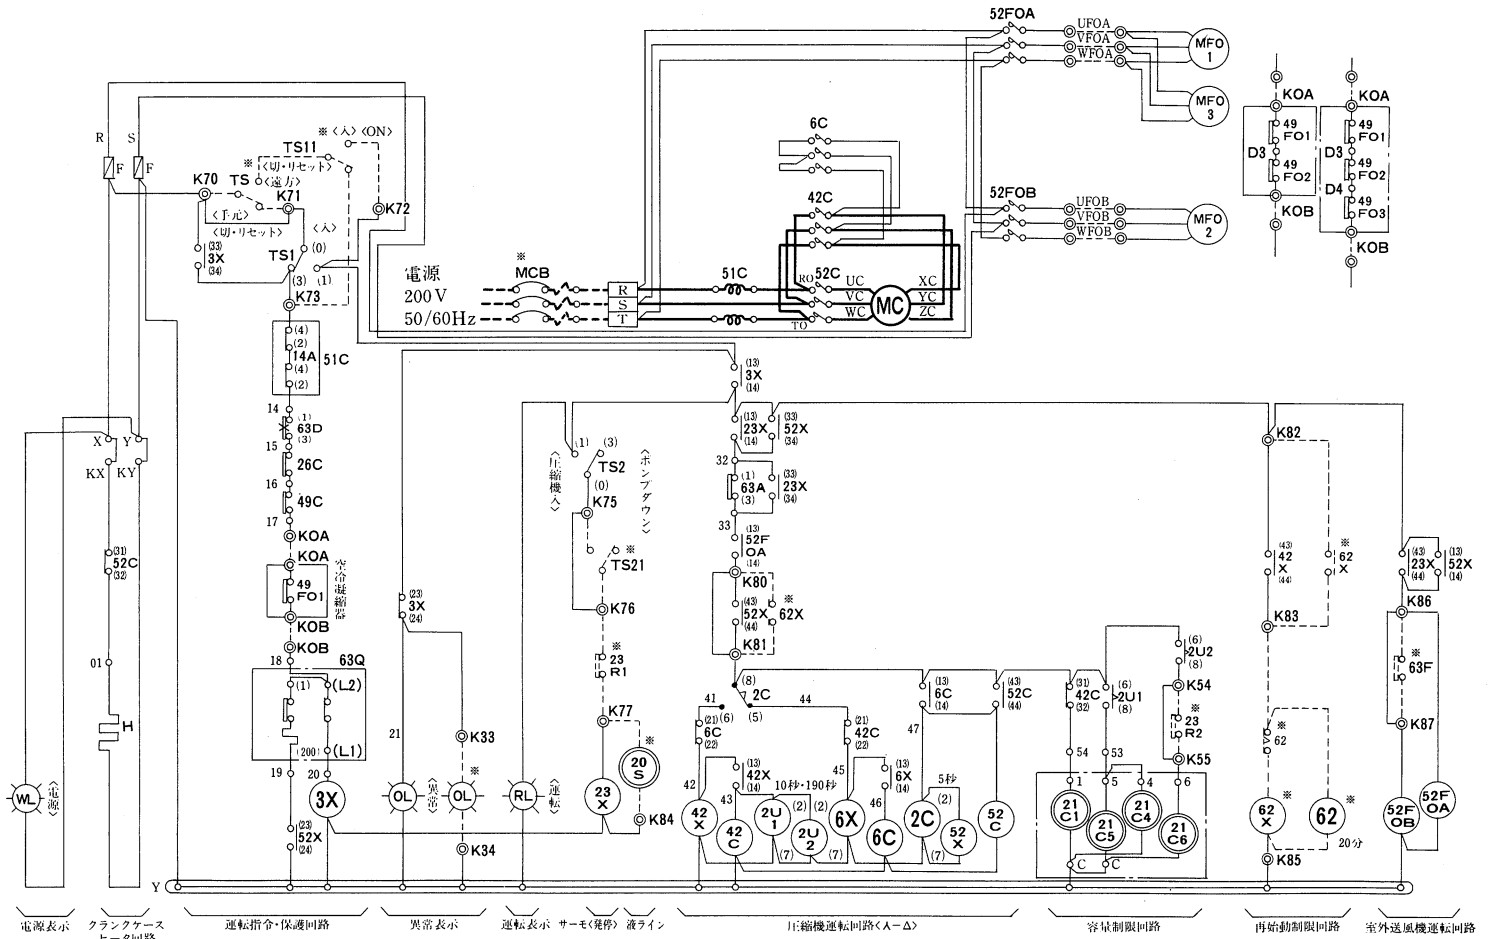 52FOA
UFOA
VFOA
WFOA
MFO
1
MFO
3
6C
42C
52FOB
UFOB
VFOB
WFOB
MFO
2
KOA
49
FO1
D3
49
FO2
KOB
KOA
49
FO1
D3
49
FO2
D4
49
FO3
KOB
R
S
F
F
※〈入〉〈ON〉
TS11
※
〈切・リセット〉
K70
TS
〈遠方〉
K71
K72
〈手元〉
〈切・リセット〉
〈入〉
(33)
3X
(34)
TS1
(0)
(3)
(1)
K73
電源
200V
50/60Hz
※
MCB
R
S
T
51C
RO
52C
TO
UC
VC
WC
MC
XC
YC
ZC
(4)
(2)
14A
(4)
(2)
51C
14
(1)
63D
(3)
15
26C
16
49C
17
KOA
KOA
49
FO1
KOB
空冷凝縮器
KOB
18
63Q
(1)
(L2)
(200)
(L1)
19
20
3X
(23)
52X
(24)
X
Y
KX
KY
(31)
52C
(32)
01
H
WL
〈電源〉
(13)
3X
(14)
(23)
3X
(24)
21
OL
〈異常〉
K33
※
OL
K34
RL
〈運転〉
〈圧縮機入〉
(1)
(3)
TS2
(0)
〈ポンプダウン〉
K75
※
TS21
K76
※
23
R1
K77
23
X
※
20
S
K84
(13)
23X
(14)
(33)
52X
(34)
32
(1)
63A
(3)
(33)
23X
(34)
33
(13)
52F
OA
(14)
K80
(43)
52X
(44)
※
62X
K81
(8)
2C
(6)
(5)
41
44
(21)
6C
(22)
42
42
X
(13)
42X
(14)
43
42
C
10秒・190秒
2U
1
(2)
(2)
2U
2
(7)
(7)
(21)
42C
(22)
45
6X
(13)
6X
(14)
46
6C
(13)
6C
(14)
47
5秒
(2)
2C
(7)
52
X
(43)
52C
(44)
52
C
(31)
42C
(32)
(6)
2U1
(8)
(6)
2U2
(8)
K54
※
23
R2
K55
54
53
1
5
4
6
21
C1
21
C5
21
C4
21
C6
C
C
K82
(43)
42
X
(44)
※
62
X
K83
※
62
※
62
X
※
62
20分
K85
(43)
23X
(44)
(13)
52X
(14)
K86
※
63F
K87
52F
OB
52F
OA
Y
電源表示
クランクケース
ヒータ回路
運転指令・保護回路
異常表示
運転表示
サーモ〈発停〉
液ライン
圧縮機運転回路〈人−Δ〉
容量制限回路
再始動制限回路
室外送風機運転回路